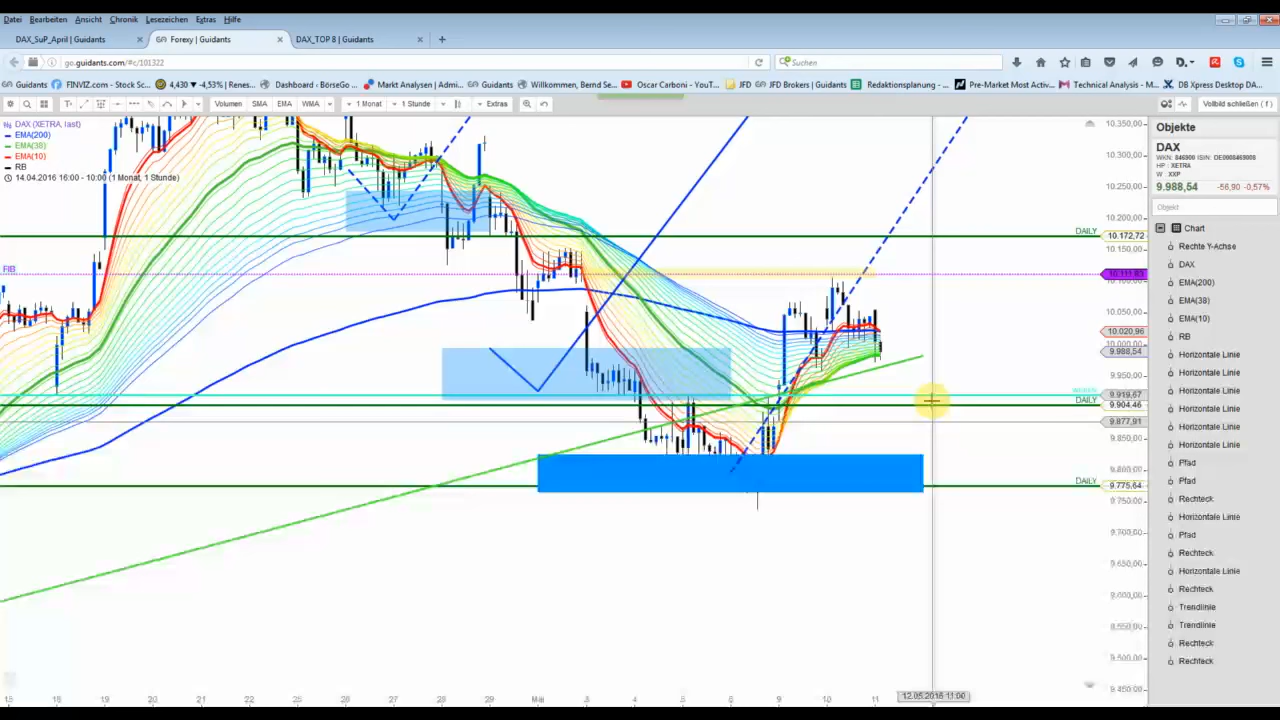 Datei Bearbeiten Ansicht Chronik Lesezeichen Extras Hilfe
DAX_SuP_April | Guidants × Forexy | Guidants × DAX_TOP 8 | Guidants × +
go.guidants.com/#c/101322 Suchen
Guidants FINVIZ.com - Stock Sc... 4,430 ▾ -4,53% | Renes... Dashboard ‹ BörseGo ... Markt Analysen | Admi... Guidants Willkommen, Bernd Se... Oscar Carboni - YouT... JFD JFD Brokers | Guidants Redaktionsplanung - ... Pre-Market Most Activ... Technical Analysis - M... DB Xpress Desktop DA...
Volumen SMA EMA WMA 1 Monat 1 Stunde Extras Vollbild schließen ( f )
DAX (XETRA, last)
EMA(200)
EMA(38)
EMA(10)
RB
14.04.2016 16:00 - 10:00 (1 Monat, 1 Stunde)
10.350,00
10.300,00
10.250,00
10.200,00
DAILY 10.172,72
10.150,00
FIB 10.111,83
10.050,00
10.020,96
9.988,54
9.950,00
9.919,67
DAILY 9.904,46
9.877,91
9.850,00
9.800,00
DAILY 9.775,64
9.750,00
9.700,00
9.650,00
9.600,00
9.550,00
9.500,00
9.450,00
15 18 19 20 21 22 25 26 27 28 29 Mai 3 4 5 6 9 10 11
12.05.2016 11:00
Objekte
DAX
WKN: 846900 ISIN: DE0008469008
HP : XETRA
W : XXP
9.988,54 -56,90 -0,57%
Objekt
Chart
Rechte Y-Achse
DAX
EMA(200)
EMA(38)
EMA(10)
RB
Horizontale Linie
Horizontale Linie
Horizontale Linie
Horizontale Linie
Horizontale Linie
Horizontale Linie
Pfad
Pfad
Rechteck
Horizontale Linie
Pfad
Rechteck
Horizontale Linie
Rechteck
Trendlinie
Trendlinie
Rechteck
Rechteck